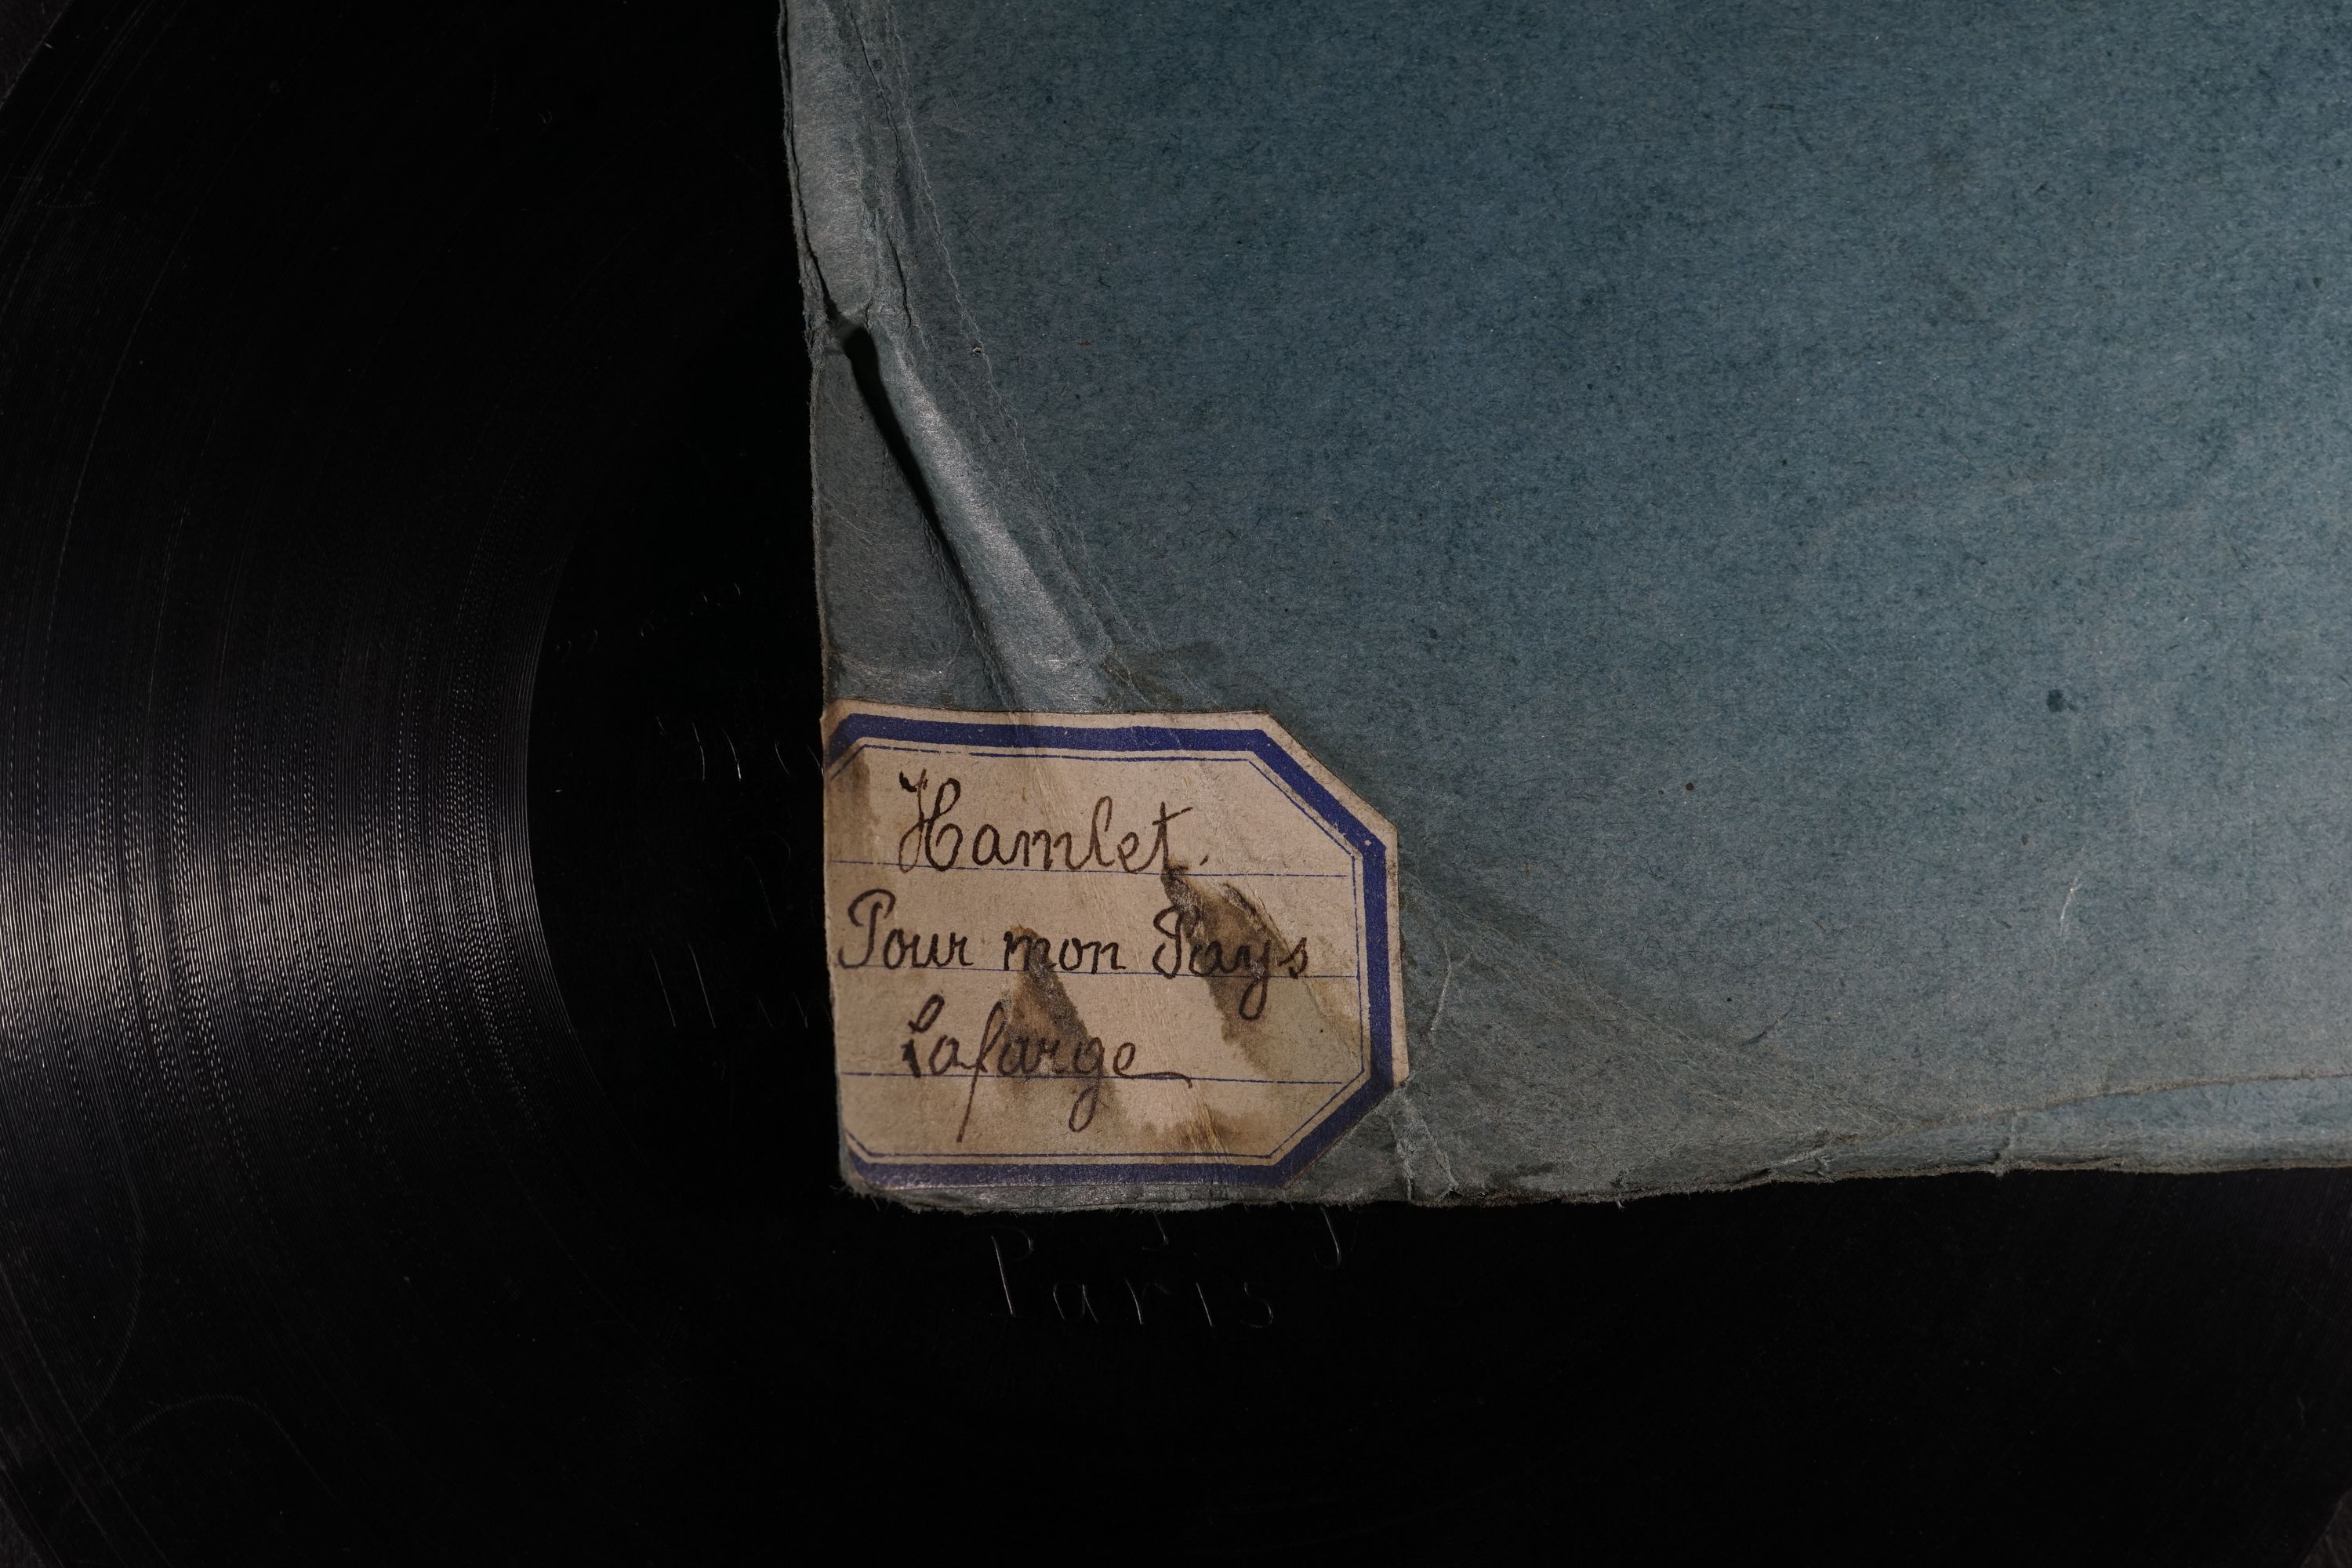 Hamlet.
Pour mon Pays
Lafarge
Paris